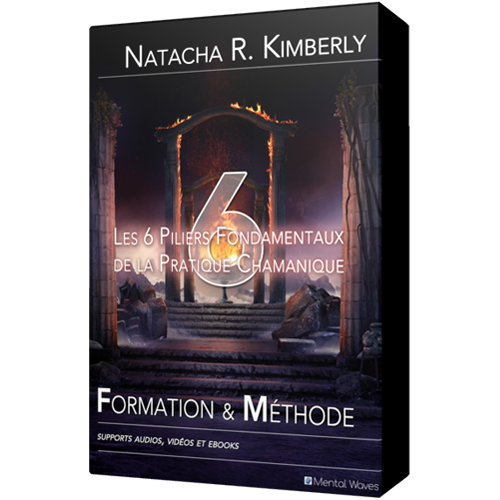 NATACHA R. KIMBERLY
6
LES 6 PILIERS FONDAMENTAUX
DE LA PRATIQUE CHAMANIQUE
FORMATION & MÉTHODE
SUPPORTS AUDIOS, VIDÉOS ET EBOOKS
Mental Waves